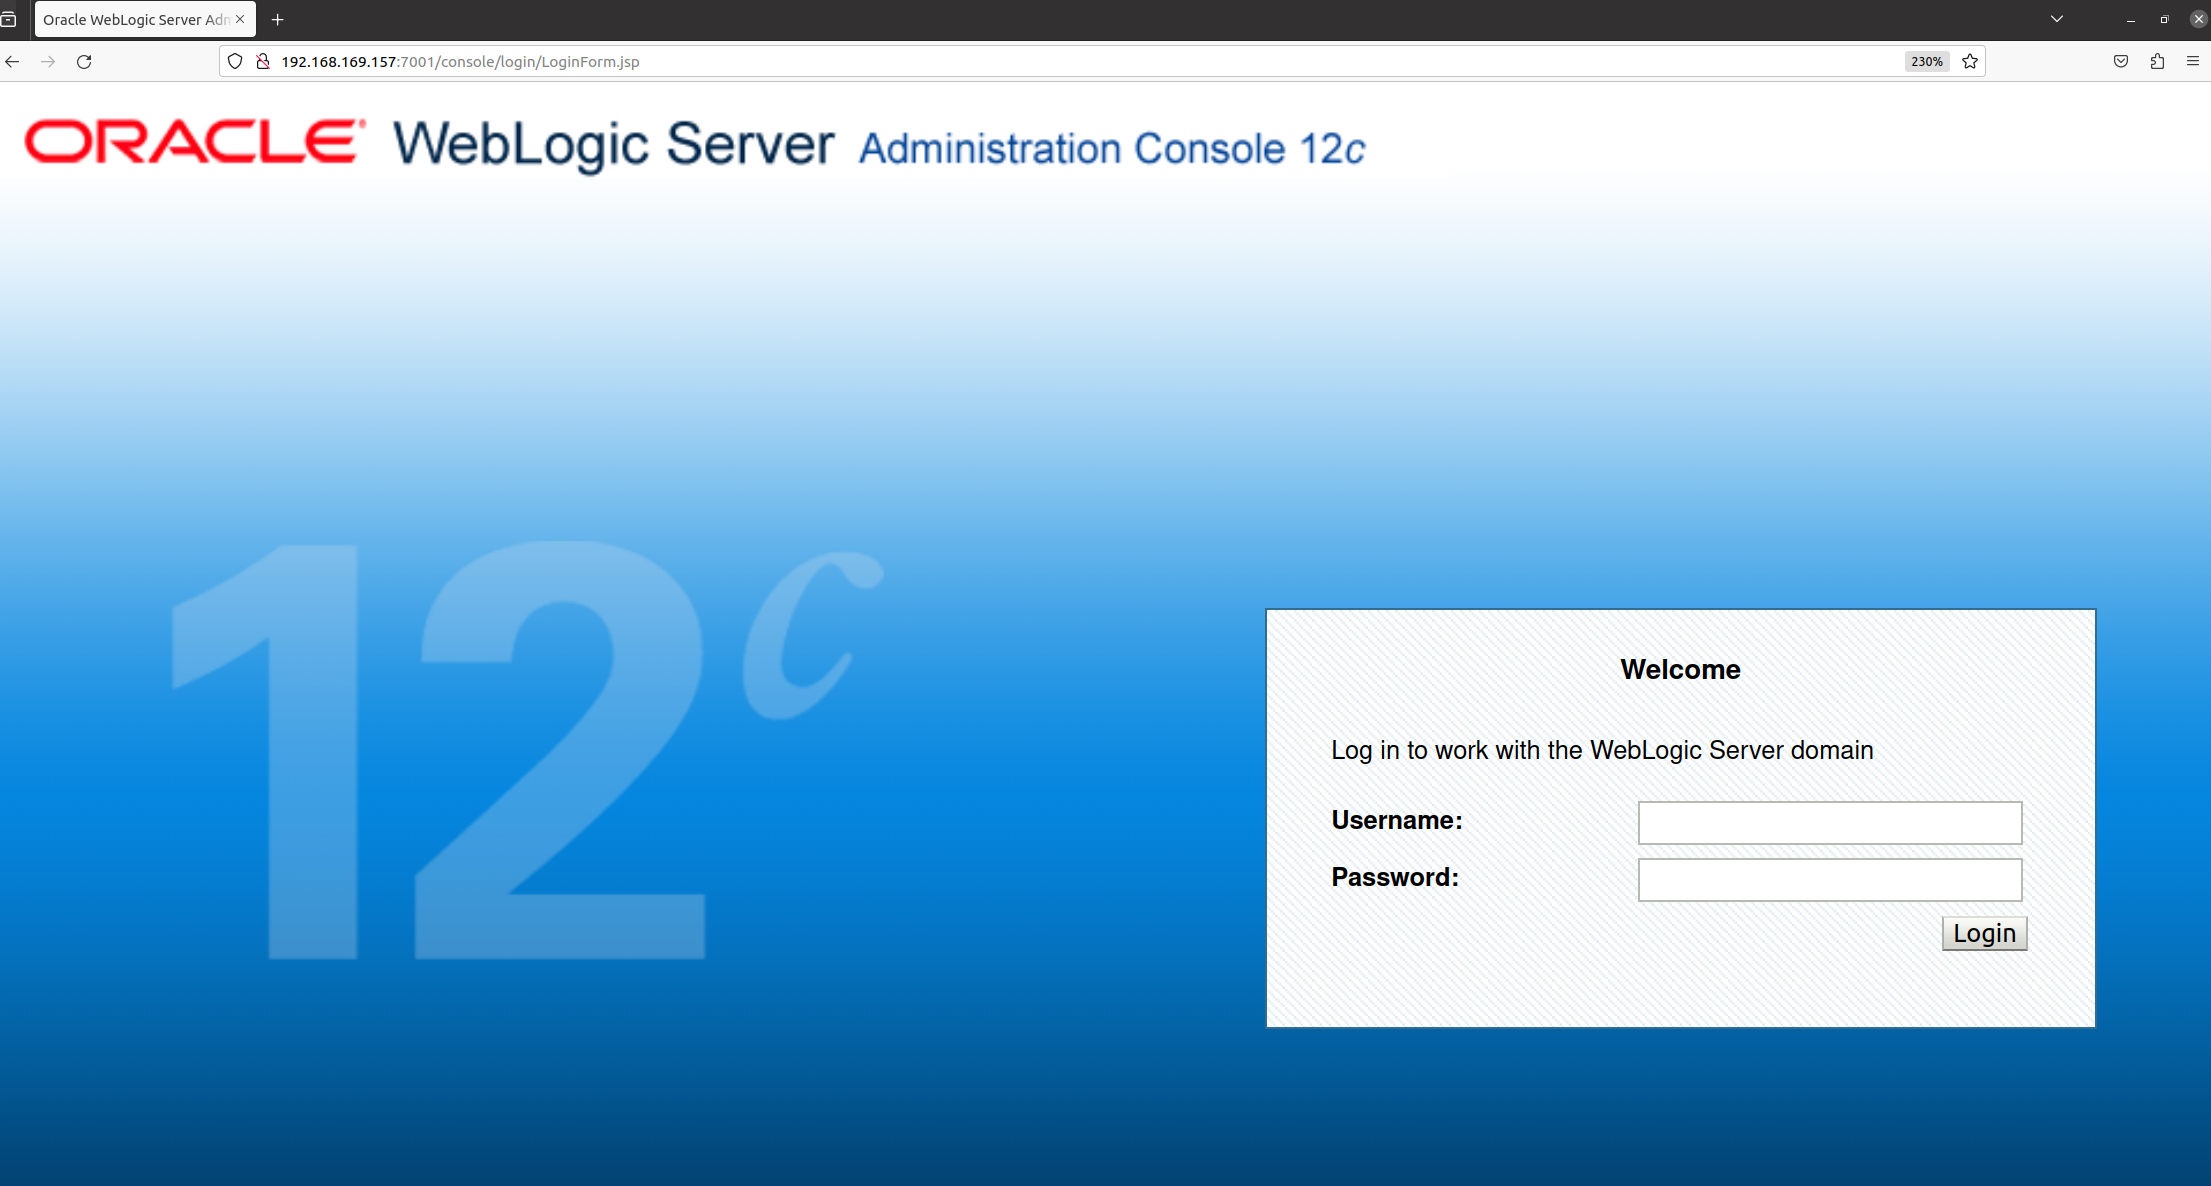 Oracle WebLogic Server Adm
192.168.169.157:7001/console/login/LoginForm.jsp
230%
ORACLE WebLogic Server Administration Console 12c
12c
Welcome
Log in to work with the WebLogic Server domain
Username:
Password:
Login